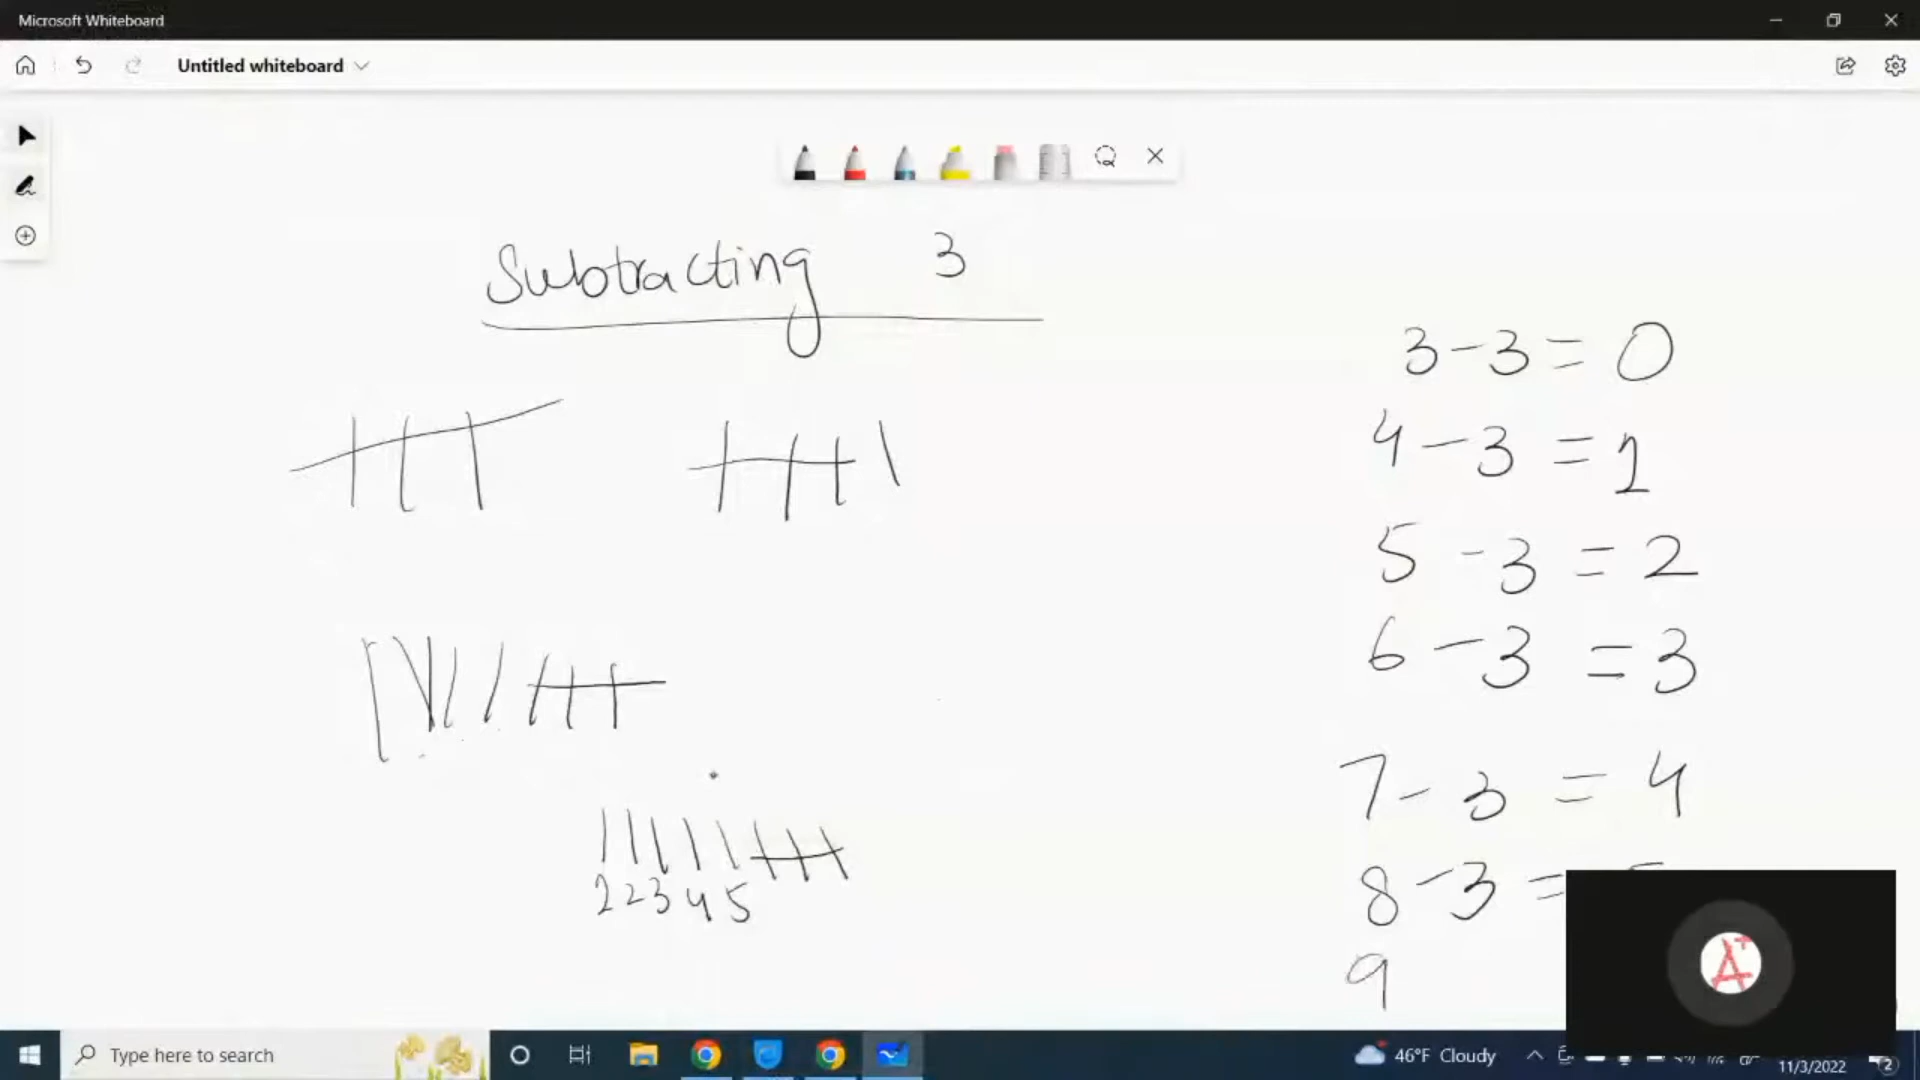 Microsoft Whiteboard
Untitled whiteboard
Subtracting 3
3-3=0
4-3=1
5-3=2
6-3=3
7-3=4
8-3=
22345
9
A+
Type here to search
46°F Cloudy
11/3/2022
2